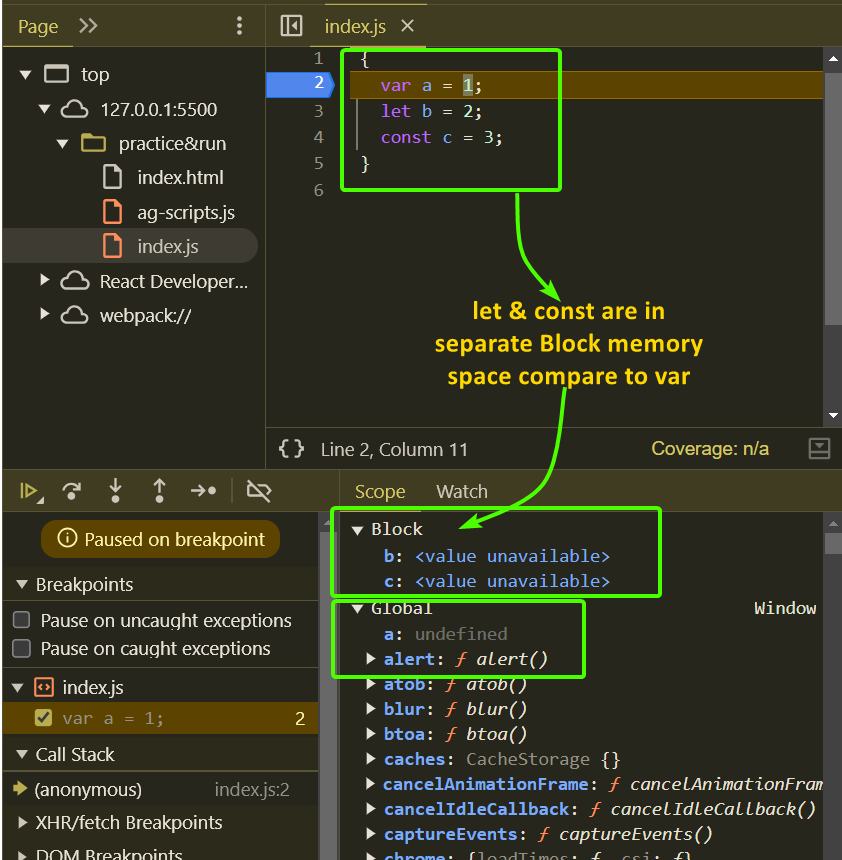 Page
index.js
top
127.0.0.1:5500
practice&run
index.html
ag-scripts.js
index.js
React Developer...
webpack://
1 {
2 var a = 1;
3 let b = 2;
4 const c = 3;
5 }
6
let & const are in
separate Block memory
space compare to var
{} Line 2, Column 11 Coverage: n/a
Paused on breakpoint
Breakpoints
Pause on uncaught exceptions
Pause on caught exceptions
index.js
var a = 1; 2
Call Stack
(anonymous) index.js:2
XHR/fetch Breakpoints
DOM Breakpoints
Scope Watch
Block
b: <value unavailable>
c: <value unavailable>
Global Window
a: undefined
alert: ƒ alert()
atob: ƒ atob()
blur: ƒ blur()
btoa: ƒ btoa()
caches: CacheStorage {}
cancelAnimationFrame: ƒ cancelAnimationFram
cancelIdleCallback: ƒ cancelIdleCallback()
captureEvents: ƒ captureEvents()
chrome: {loadTimes: ƒ, csi: ƒ}